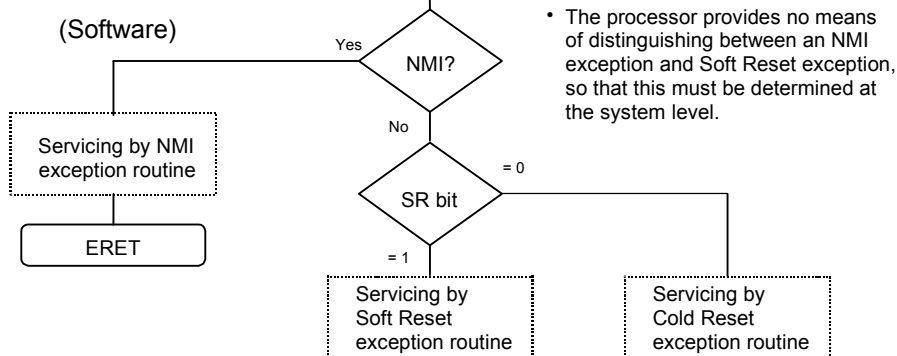 (Software)
Yes
NMI?
• The processor provides no means
of distinguishing between an NMI
exception and Soft Reset exception,
so that this must be determined at
the system level.
No
Servicing by NMI
exception routine
ERET
SR bit
= 0
= 1
Servicing by
Soft Reset
exception routine
Servicing by
Cold Reset
exception routine